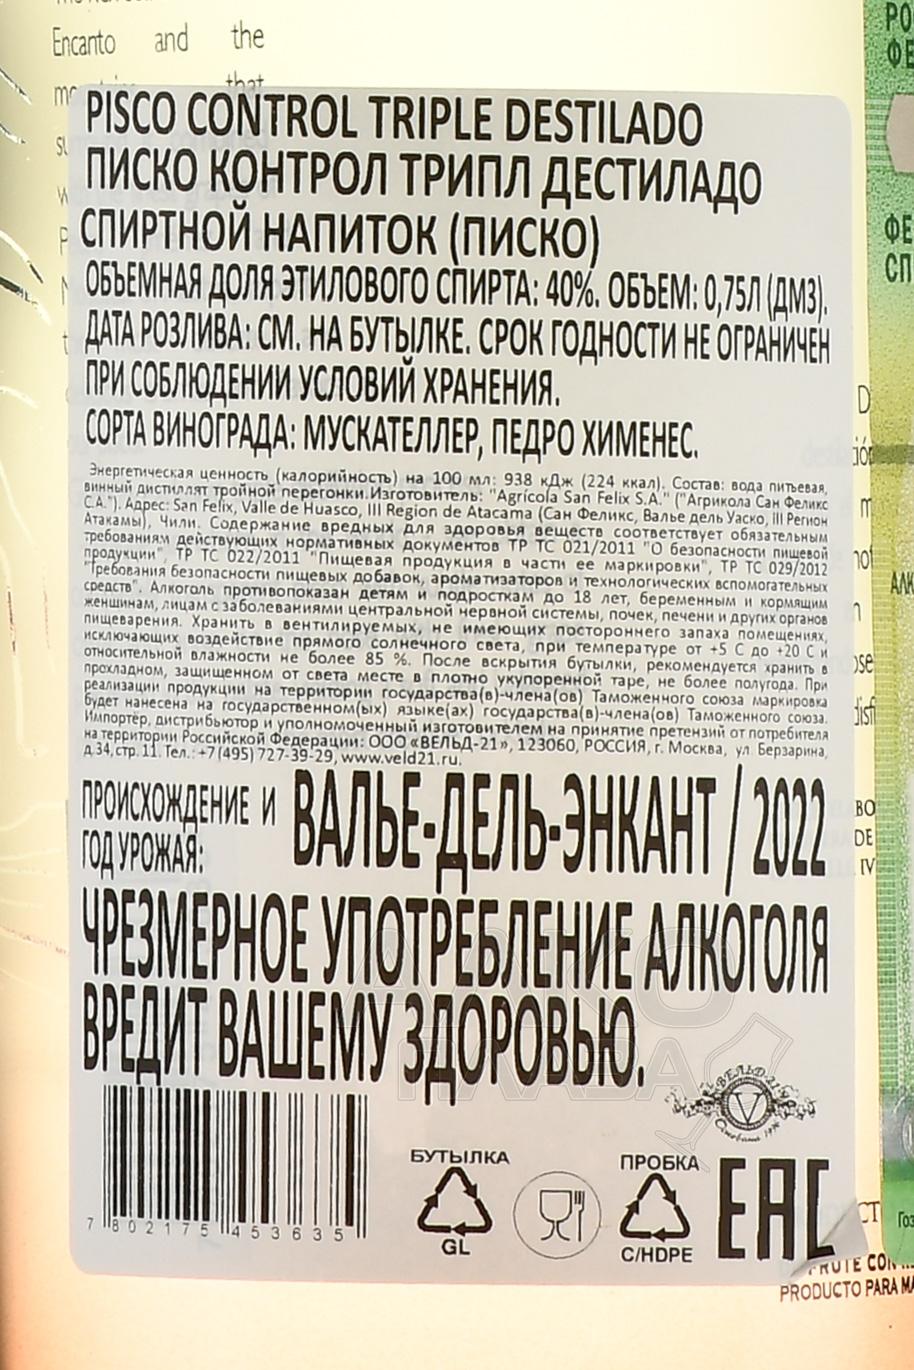 Encanto and the
that
PISCO CONTROL TRIPLE DESTILADO
ПИСКО КОНТРОЛ ТРИПЛ ДЕСТИЛАДО
СПИРТНОЙ НАПИТОК (ПИСКО)
ОБЪЕМНАЯ ДОЛЯ ЭТИЛОВОГО СПИРТА: 40%. ОБЪЕМ: 0,75Л (ДМ3).
ДАТА РОЗЛИВА: СМ. НА БУТЫЛКЕ. СРОК ГОДНОСТИ НЕ ОГРАНИЧЕН
ПРИ СОБЛЮДЕНИИ УСЛОВИЙ ХРАНЕНИЯ.
СОРТА ВИНОГРАДА: МУСКАТЕЛЛЕР, ПЕДРО ХИМЕНЕС.
Энергетическая ценность (калорийность) на 100 мл: 938 кДж (224 ккал). Состав: вода питьевая,
винный дистиллят тройной перегонки.Изготовитель: "Agrícola San Felix S.A." ("Агрикола Сан Феликс
С.А."). Адрес: San Felix, Valle de Huasco, III Region de Atacama (Сан Феликс, Валье дель Уаско, III Регион
Атакамы), Чили. Содержание вредных для здоровья веществ соответствует обязательным
требованиям действующих нормативных документов ТР ТС 021/2011 "О безопасности пищевой
продукции", ТР ТС 022/2011 "Пищевая продукция в части ее маркировки", ТР ТС 029/2012
"Требования безопасности пищевых добавок, ароматизаторов и технологических вспомогательных
средств". Алкоголь противопоказан детям и подросткам до 18 лет, беременным и кормящим
женщинам, лицам с заболеваниями центральной нервной системы, почек, печени и других органов
пищеварения. Хранить в вентилируемых, не имеющих постороннего запаха помещениях,
исключающих воздействие прямого солнечного света, при температуре от +5 С до +20 С и
относительной влажности не более 85 %. После вскрытия бутылки, рекомендуется хранить в
прохладном, защищенном от света месте в плотно укупоренной таре, не более полугода. При
реализации продукции на территории государства(в)-члена(ов) Таможенного союза маркировка
будет нанесена на государственном(ых) языке(ах) государства(в)-члена(ов) Таможенного союза.
Импортёр, дистрибьютор и уполномоченный изготовителем на принятие претензий от потребителя
на территории Российской Федерации: ООО «ВЕЛЬД-21», 123060, РОССИЯ, г. Москва, ул. Берзарина,
д.34, стр. 11. Тел.: +7 (495) 727-39-29, www.veld21.ru.
ПРОИСХОЖДЕНИЕ И
ГОД УРОЖАЯ:
ВАЛЬЕ-ДЕЛЬ-ЭНКАНТ / 2022
ЧРЕЗМЕРНОЕ УПОТРЕБЛЕНИЕ АЛКОГОЛЯ
ВРЕДИТ ВАШЕМУ ЗДОРОВЬЮ.
ВЕЛЬД-21
V
Основана 1996
7 802175 453635
БУТЫЛКА
GL
ПРОБКА
C/HDPE
EAC
PRODUCTO PARA